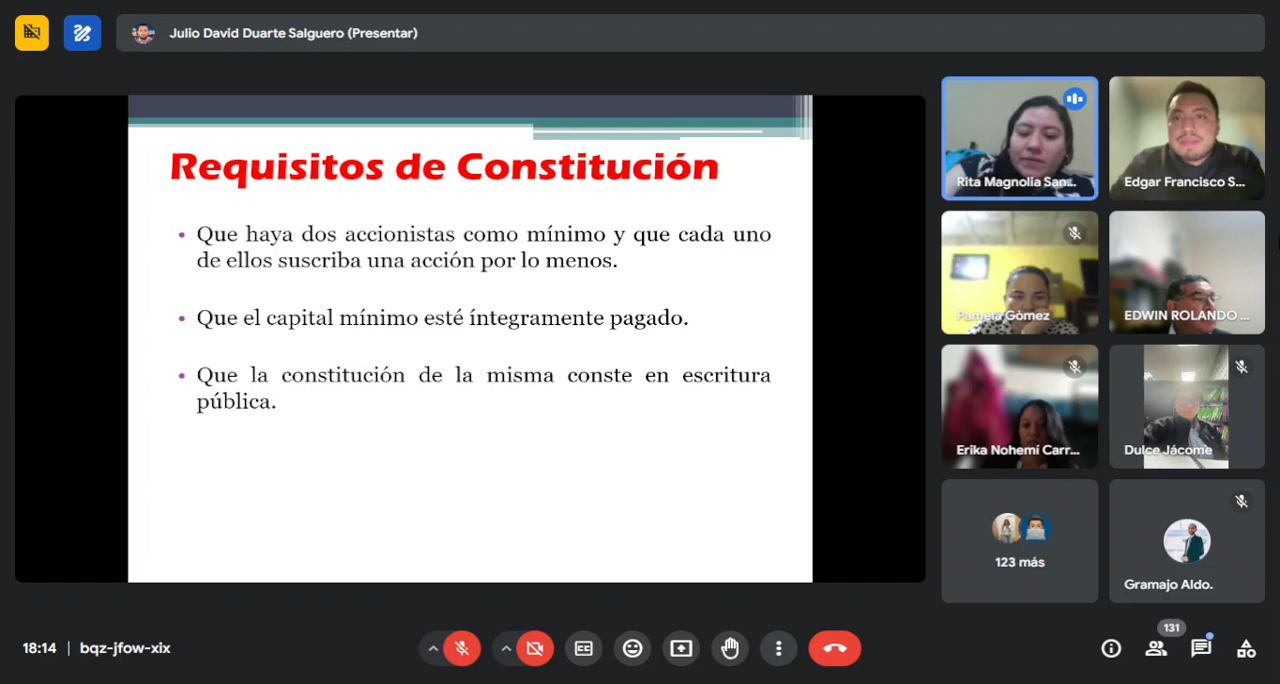 Julio David Duarte Salguero (Presentar)
Requisitos de Constitución
• Que haya dos accionistas como mínimo y que cada uno
de ellos suscriba una acción por lo menos.
• Que el capital mínimo esté íntegramente pagado.
• Que la constitución de la misma conste en escritura
pública.
Rita Magnolia San...
Edgar Francisco S...
Pamela Gòmez
EDWIN ROLANDO ...
Erika Nohemí Carr...
Dulce Jácome
123 más
Gramajo Aldo.
18:14 | bqz-jfow-xix
CC
131